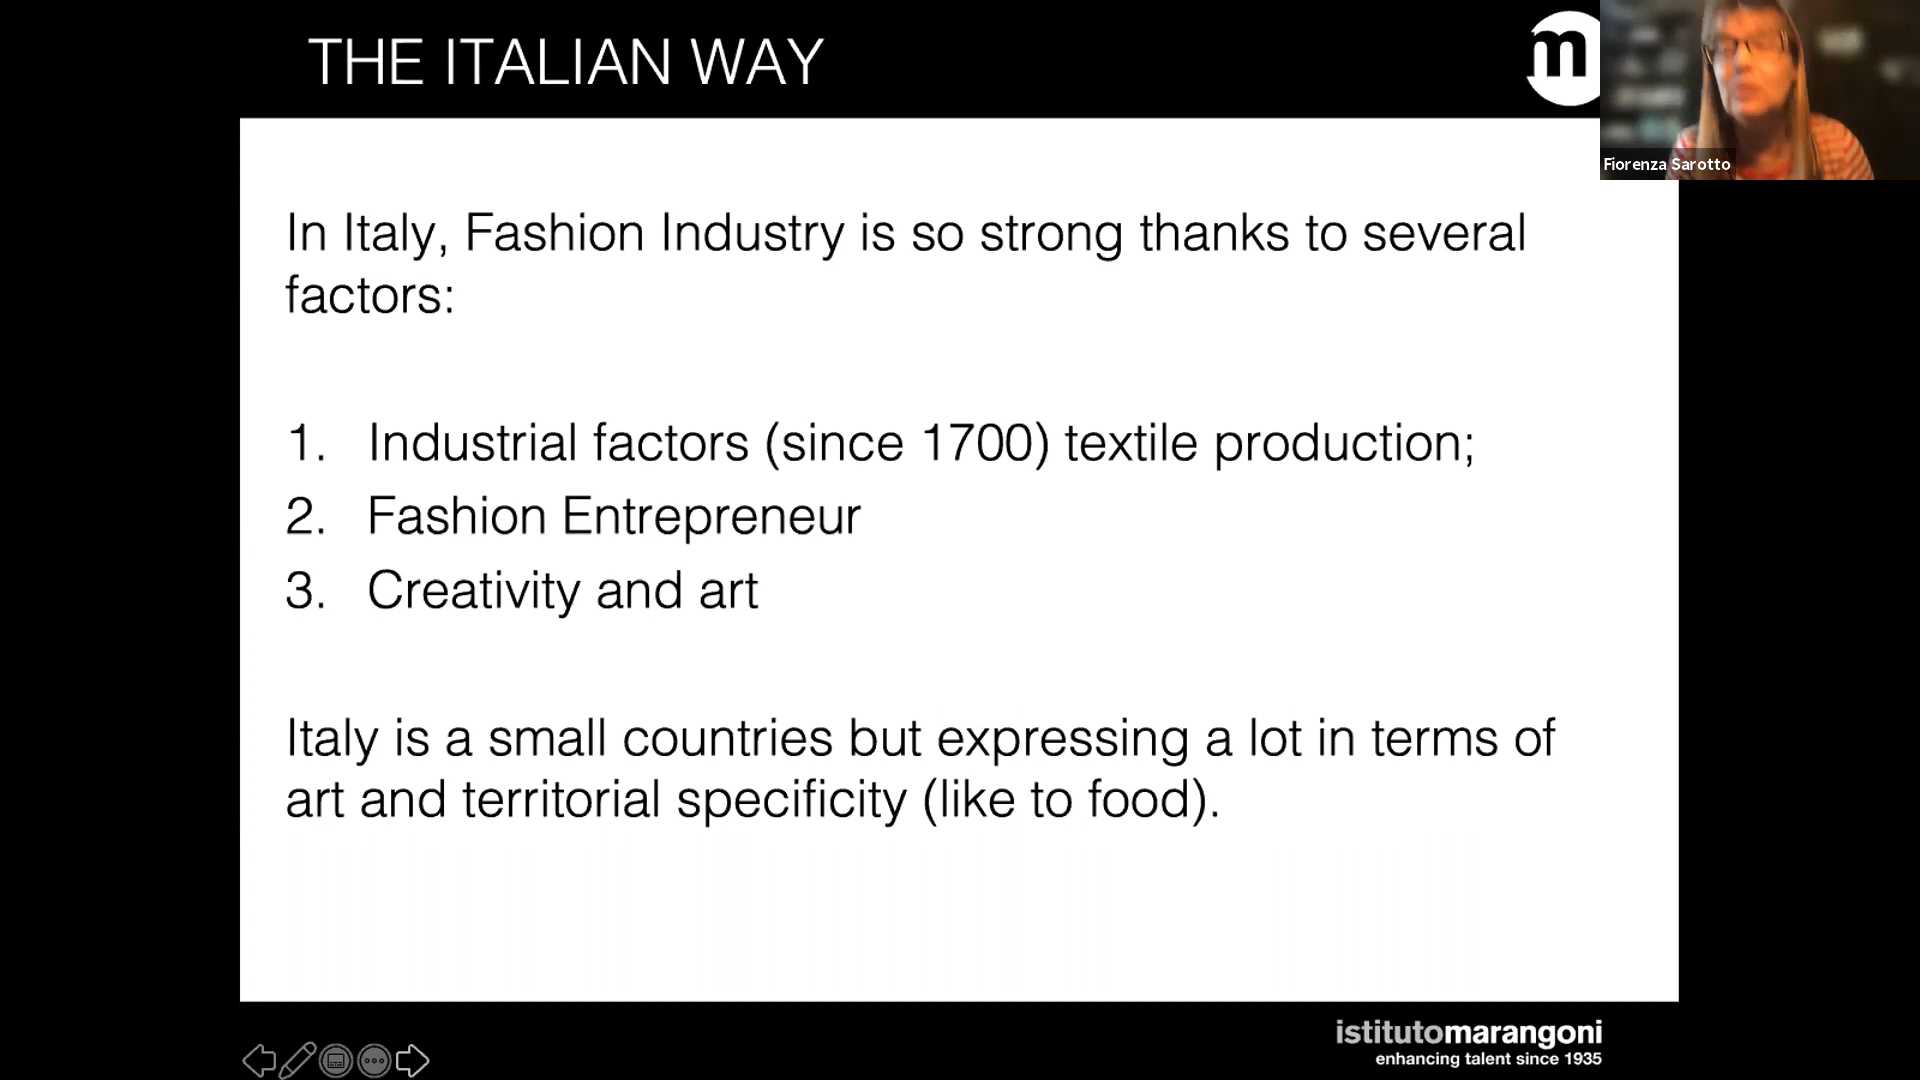 THE ITALIAN WAY
m
Fiorenza Sarotto
In Italy, Fashion Industry is so strong thanks to several
factors:
1. Industrial factors (since 1700) textile production;
2. Fashion Entrepreneur
3. Creativity and art
Italy is a small countries but expressing a lot in terms of
art and territorial specificity (like to food).
istitutomarangoni
enhancing talent since 1935